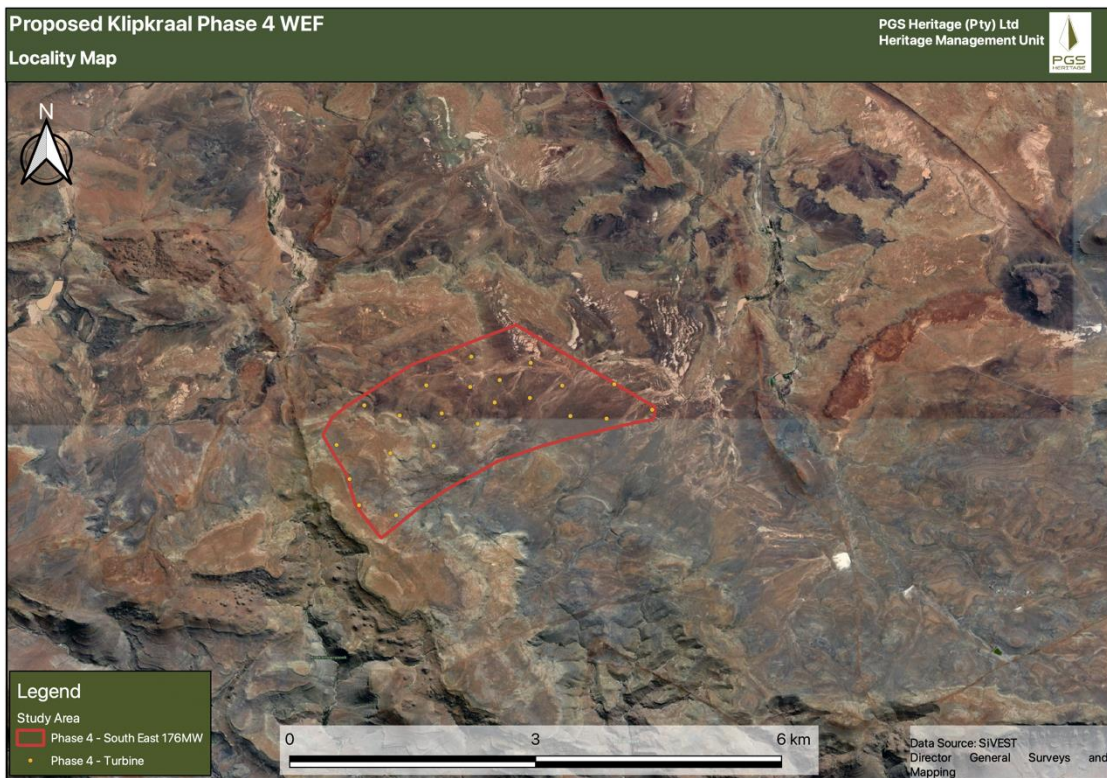 Proposed Klipkraal Phase 4 WEF
Locality Map
PGS Heritage (Pty) Ltd
Heritage Management Unit
PGS
HERITAGE
N
Legend
Study Area
Phase 4 - South East 176MW
Phase 4 - Turbine
0 3 6 km
Data Source: SiVEST
Director General Surveys and
Mapping